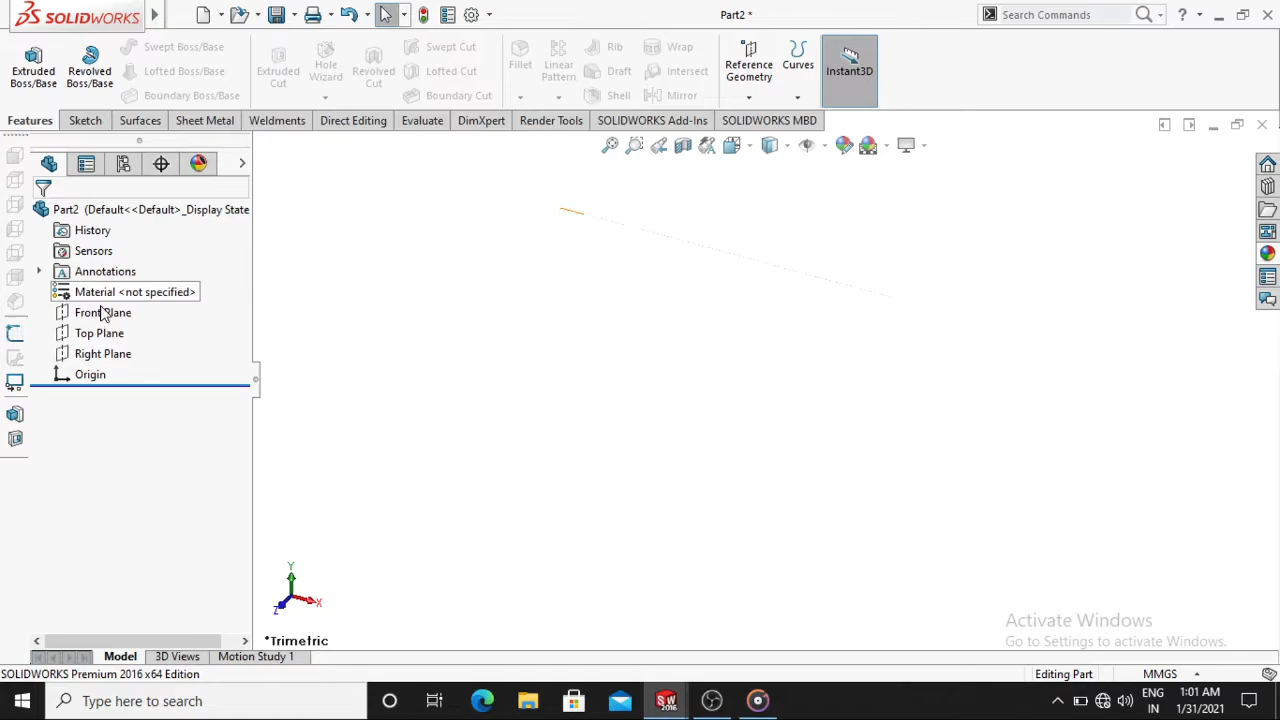 SOLIDWORKS
Part2 *
Search Commands
Extruded Boss/Base
Revolved Boss/Base
Swept Boss/Base
Lofted Boss/Base
Boundary Boss/Base
Extruded Cut
Hole Wizard
Revolved Cut
Swept Cut
Lofted Cut
Boundary Cut
Fillet
Linear Pattern
Rib
Draft
Shell
Wrap
Intersect
Mirror
Reference Geometry
Curves
Instant3D
Features
Sketch
Surfaces
Sheet Metal
Weldments
Direct Editing
Evaluate
DimXpert
Render Tools
SOLIDWORKS Add-Ins
SOLIDWORKS MBD
Part2 (Default<<Default>_Display State
History
Sensors
Annotations
Material <not specified>
Front Plane
Top Plane
Right Plane
Origin
Y
X
Z
*Trimetric
Activate Windows
Go to Settings to activate Windows.
Model
3D Views
Motion Study 1
SOLIDWORKS Premium 2016 x64 Edition
Editing Part
MMGS
Type here to search
SW
2016
ENG
IN
1:01 AM
1/31/2021